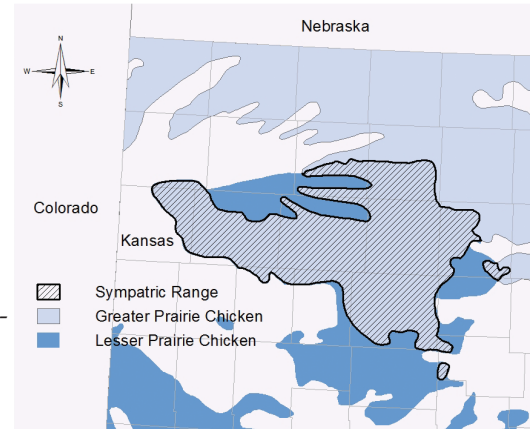 Nebraska
N
W E
S
Colorado
Kansas
Sympatric Range
Greater Prairie Chicken
Lesser Prairie Chicken